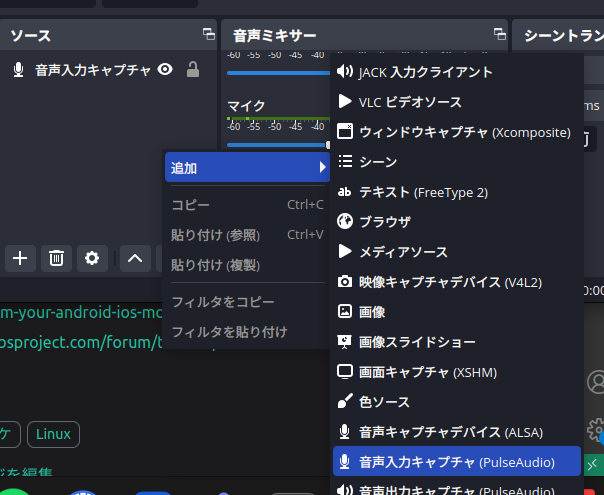 ソース
音声ミキサー
シーントラン
音声入力キャプチャ
-60 -55 -50 -45 -40
マイク
-60 -55 -50 -45 -40
ms
追加
コピー Ctrl+C
貼り付け (参照) Ctrl+V
貼り付け (複製)
フィルタをコピー
フィルタを貼り付け
JACK 入力クライアント
VLC ビデオソース
ウィンドウキャプチャ (Xcomposite)
シーン
テキスト (FreeType 2)
ブラウザ
メディアソース
映像キャプチャデバイス (V4L2)
画像
画像スライドショー
画面キャプチャ (XSHM)
色ソース
音声キャプチャデバイス (ALSA)
音声入力キャプチャ (PulseAudio)
音声出力キャプチャ (PulseAudio)
0:00
m-your-android-ios-mo
osproject.com/forum/t
ケ
Linux
を編集